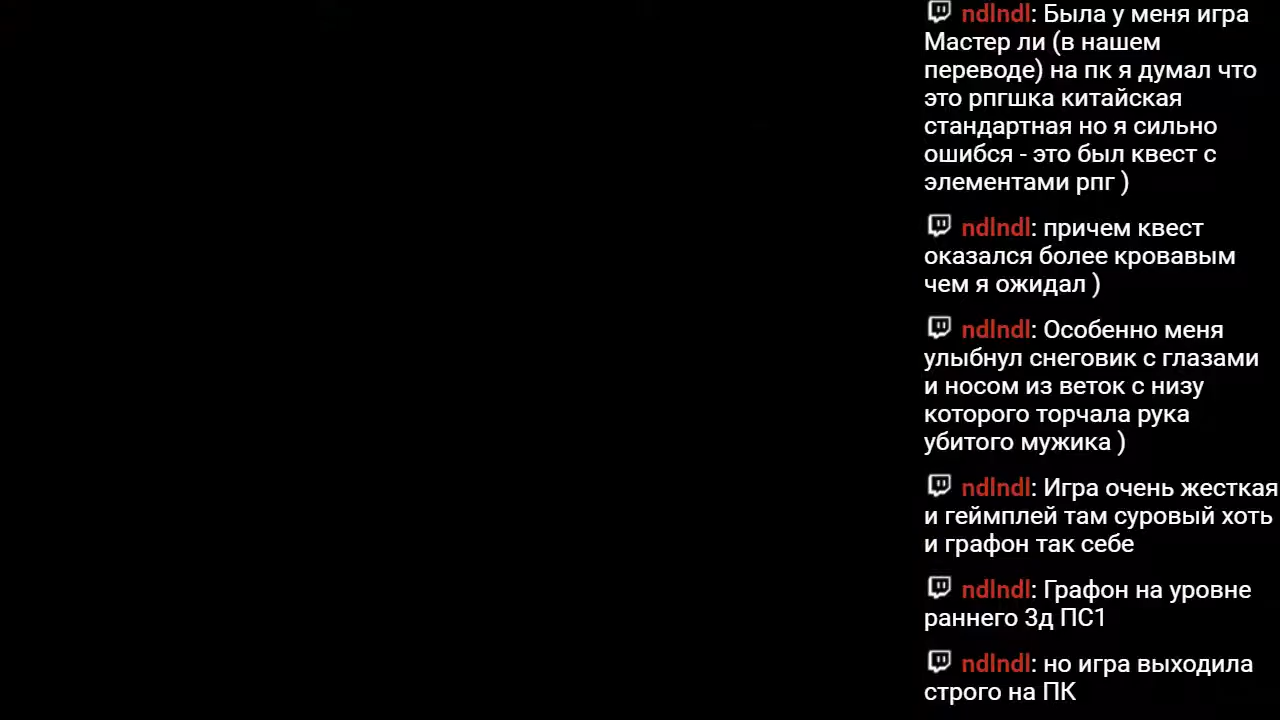 ndlndl: Была у меня игра
Мастер ли (в нашем
переводе) на пк я думал что
это рпгшка китайская
стандартная но я сильно
ошибся - это был квест с
элементами рпг )
ndlndl: причем квест
оказался более кровавым
чем я ожидал )
ndlndl: Особенно меня
улыбнул снеговик с глазами
и носом из веток с низу
которого торчала рука
убитого мужика )
ndlndl: Игра очень жесткая
и геймплей там суровый хоть
и графон так себе
ndlndl: Графон на уровне
раннего 3д ПС1
ndlndl: но игра выходила
строго на ПК